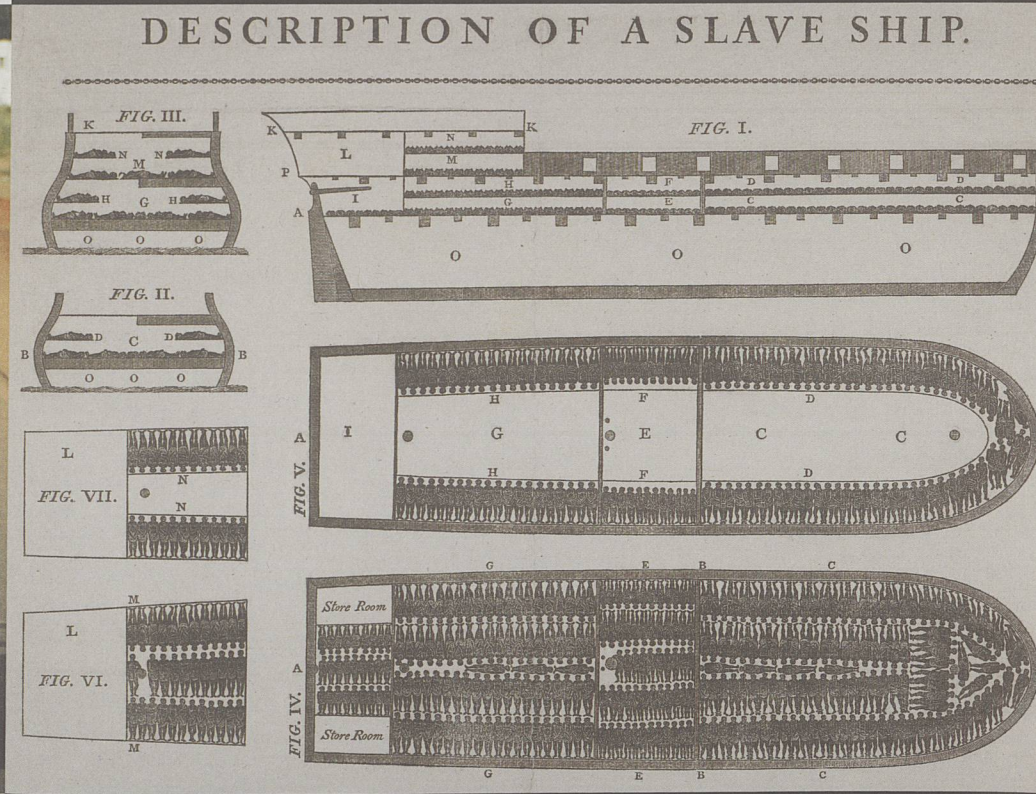 DESCRIPTION OF A SLAVE SHIP.
FIG. III.
K
N M N
H G H
O O O
FIG. I.
K K
N
L
M
P
H F D D
I
G E C C
A
O O O
FIG. II.
D C D
B B
O O O
L
N
FIG. VII.
N
FIG. V.
H F D
A I G E C C
H F D
M
L
FIG. VI.
M
FIG. IV.
G E B C
Store Room
A
Store Room
G E B C